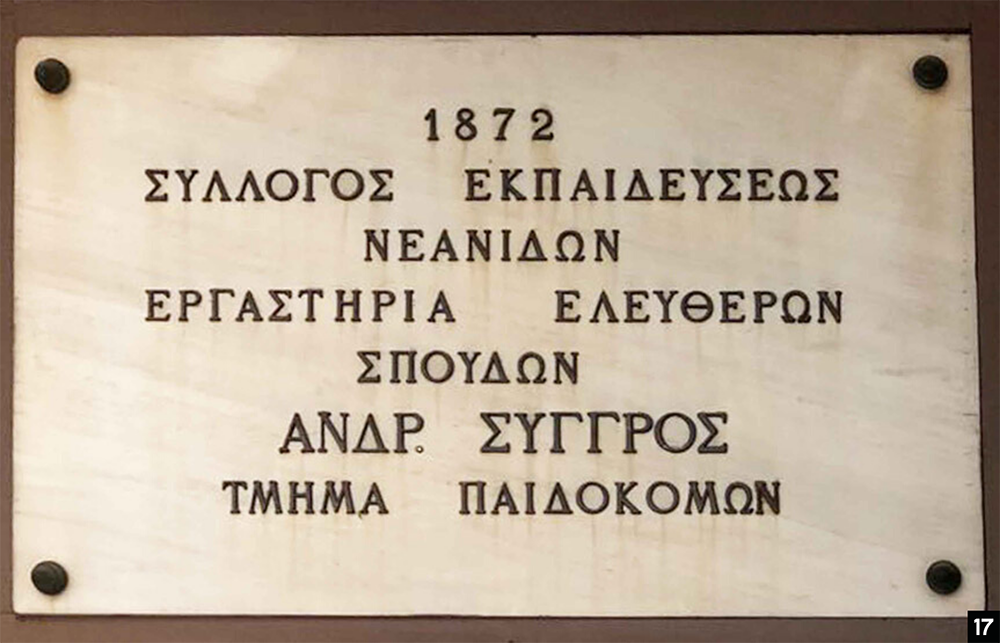 1872
ΣΥΛΛΟΓΟΣ ΕΚΠΑΙΔΕΥΣΕΩΣ
ΝΕΑΝΙΔΩΝ
ΕΡΓΑΣΤΗΡΙΑ ΕΛΕΥΘΕΡΩΝ
ΣΠΟΥΔΩΝ
ΑΝΔΡ. ΣΥΓΓΡΟΣ
ΤΜΗΜΑ ΠΑΙΔΟΚΟΜΩΝ
17